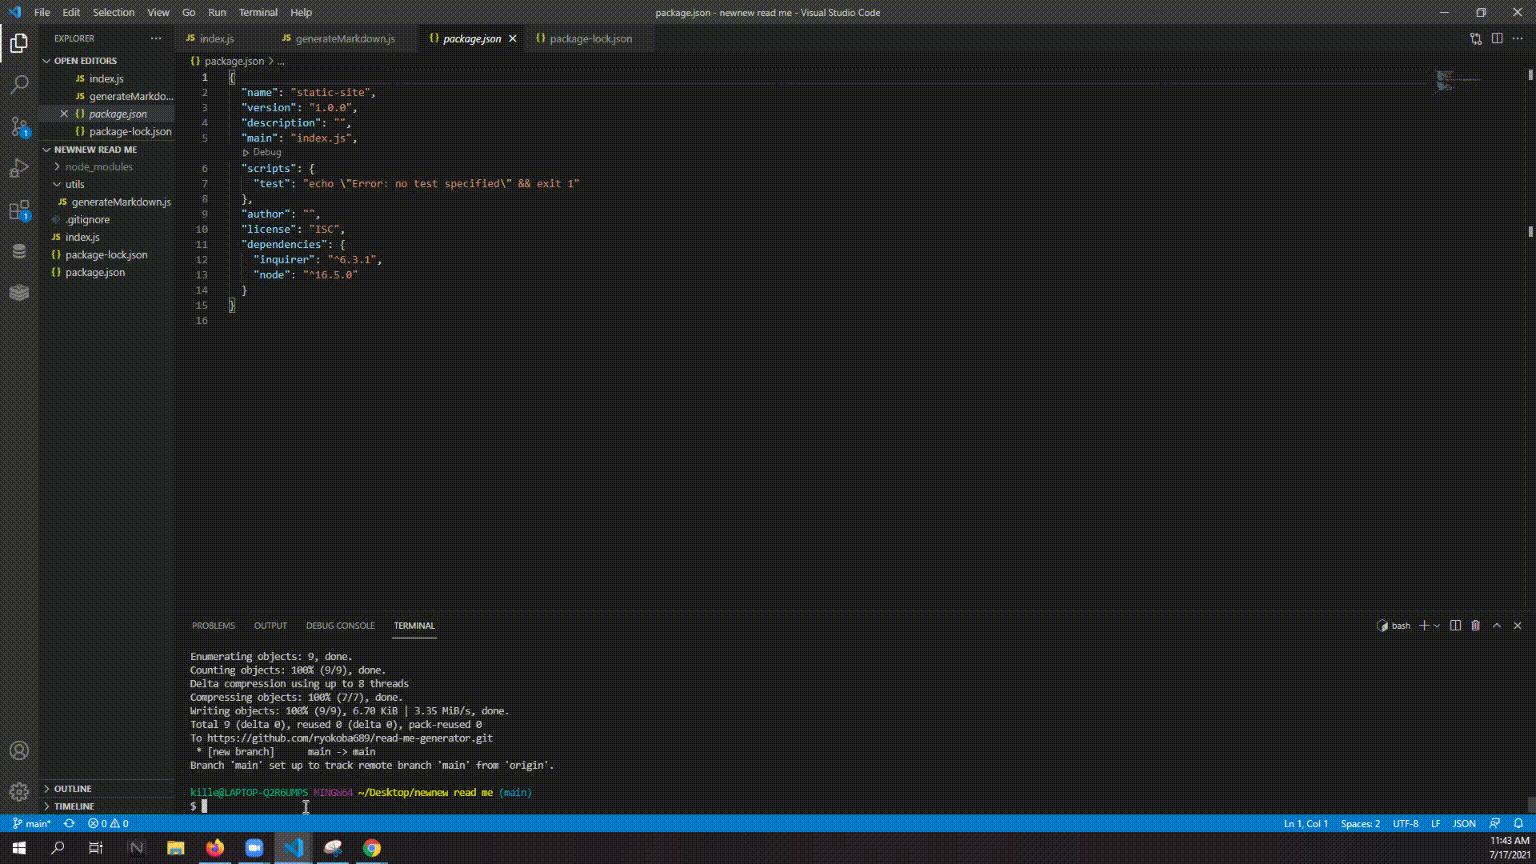 File Edit Selection View Go Run Terminal Help
package.json - newnew read me - Visual Studio Code
EXPLORER
index.js
generateMarkdown.js
package.json
package-lock.json
OPEN EDITORS
JS index.js
JS generateMarkdo...
{} package.json
{} package-lock.json
NEWNEW READ ME
node_modules
utils
JS generateMarkdown.js
.gitignore
JS index.js
{} package-lock.json
{} package.json
OUTLINE
TIMELINE
{} package.json > ...
1 {
2 "name": "static-site",
3 "version": "1.0.0",
4 "description": "",
5 "main": "index.js",
Debug
6 "scripts": {
7 "test": "echo \"Error: no test specified\" && exit 1"
8 },
9 "author": "",
10 "license": "ISC",
11 "dependencies": {
12 "inquirer": "^6.3.1",
13 "node": "^16.5.0"
14 }
15 }
16
PROBLEMS OUTPUT DEBUG CONSOLE TERMINAL
bash
Enumerating objects: 9, done.
Counting objects: 100% (9/9), done.
Delta compression using up to 8 threads
Compressing objects: 100% (7/7), done.
Writing objects: 100% (9/9), 6.70 KiB | 3.35 MiB/s, done.
Total 9 (delta 0), reused 0 (delta 0), pack-reused 0
To https://github.com/ryokoba689/read-me-generator.git
* [new branch] main -> main
Branch 'main' set up to track remote branch 'main' from 'origin'.
kille@LAPTOP-Q2R6UMPS MINGW64 ~/Desktop/newnew read me (main)
$
main* 0 0
Ln 1, Col 1 Spaces: 2 UTF-8 LF JSON
11:43 AM
7/17/2021